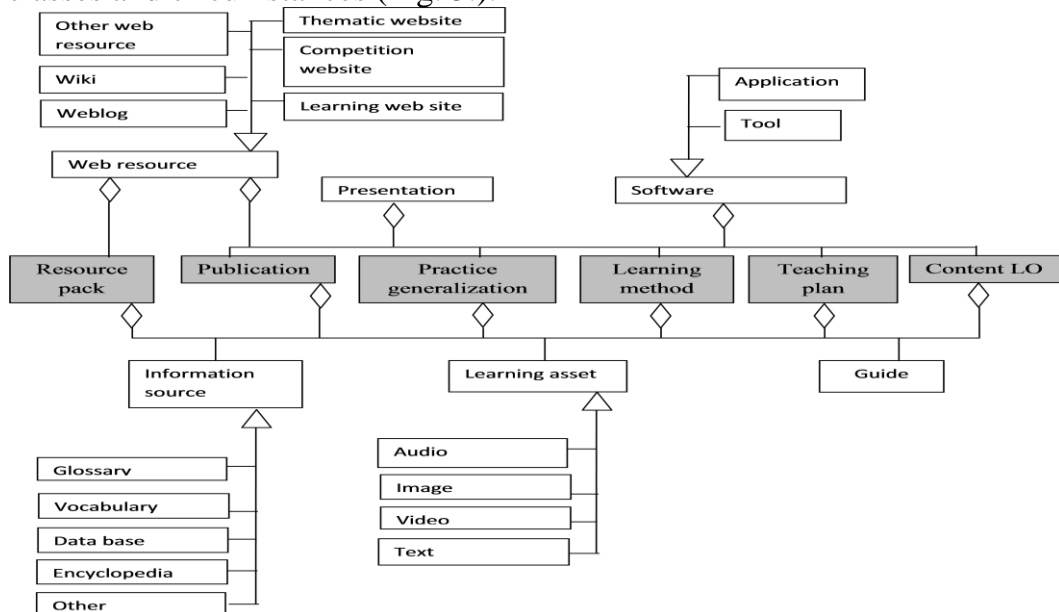 Other web
resource
Wiki
Weblog
Thematic website
Competition
website
Learning web site
Application
Tool
Web resource
Presentation
Software
Resource
pack
Publication
Practice
generalization
Learning
method
Teaching
plan
Content LO
Information
source
Learning asset
Guide
Glossary
Vocabulary
Data base
Encyclopedia
Other
Audio
Image
Video
Text